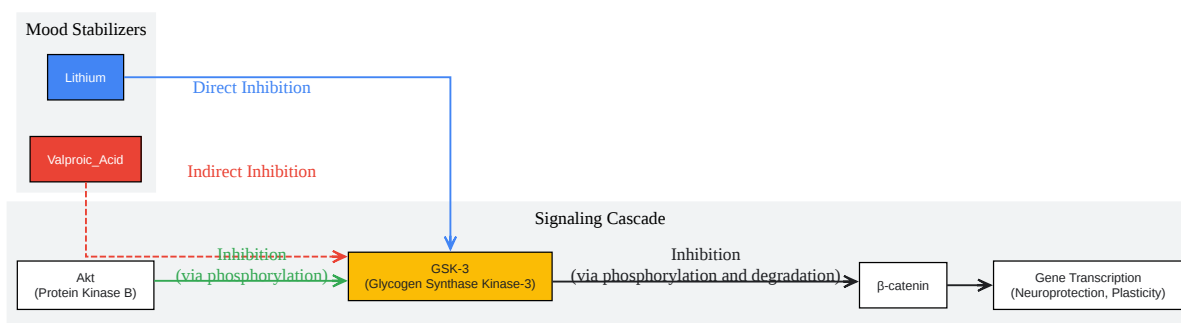 Mood Stabilizers
Lithium
Direct Inhibition
Valproic_Acid
Indirect Inhibition
Signaling Cascade
Akt
(Protein Kinase B)
Inhibition
(via phosphorylation)
GSK-3
(Glycogen Synthase Kinase-3)
Inhibition
(via phosphorylation and degradation)
β-catenin
Gene Transcription
(Neuroprotection, Plasticity)